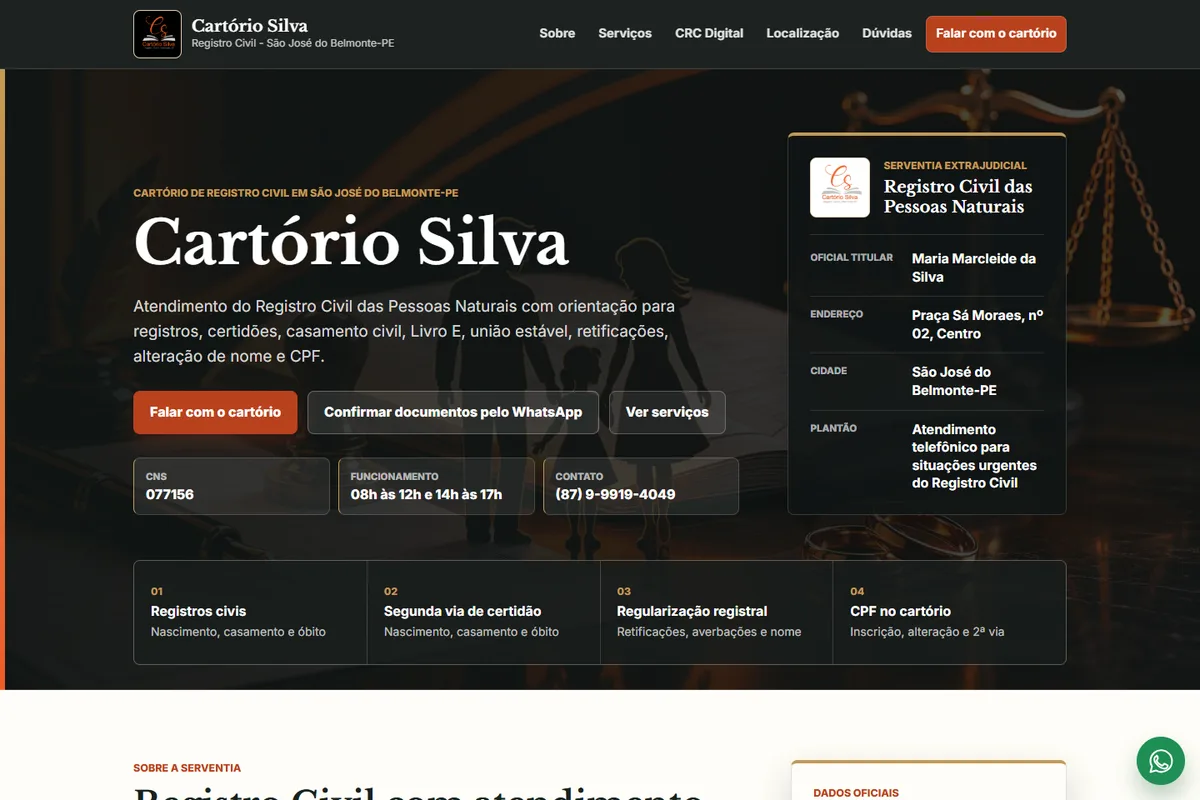 Cartório Silva
Registro Civil - São José do Belmonte-PE
Sobre
Serviços
CRC Digital
Localização
Dúvidas
Falar com o cartório
CARTÓRIO DE REGISTRO CIVIL EM SÃO JOSÉ DO BELMONTE-PE
Cartório Silva
Atendimento do Registro Civil das Pessoas Naturais com orientação para
registros, certidões, casamento civil, Livro E, união estável, retificações,
alteração de nome e CPF.
Falar com o cartório
Confirmar documentos pelo WhatsApp
Ver serviços
CNS
077156
FUNCIONAMENTO
08h às 12h e 14h às 17h
CONTATO
(87) 9-9919-4049
Cs
Cartório Silva
SERVENTIA EXTRAJUDICIAL
Registro Civil das
Pessoas Naturais
OFICIAL TITULAR
Maria Marcleide da
Silva
ENDEREÇO
Praça Sá Moraes, nº
02, Centro
CIDADE
São José do
Belmonte-PE
PLANTÃO
Atendimento
telefônico para
situações urgentes
do Registro Civil
01
Registros civis
Nascimento, casamento e óbito
02
Segunda via de certidão
Nascimento, casamento e óbito
03
Regularização registral
Retificações, averbações e nome
04
CPF no cartório
Inscrição, alteração e 2ª via
SOBRE A SERVENTIA
Registro Civil com atendimento
DADOS OFICIAIS